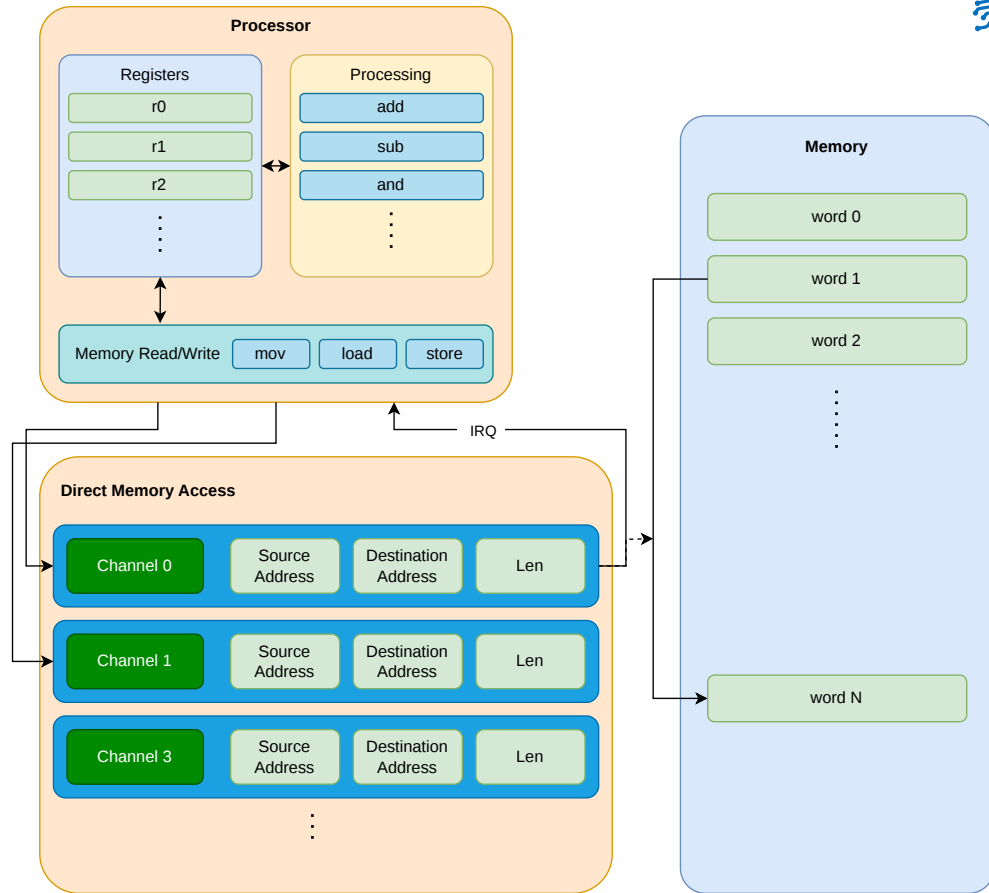 Processor
Registers
r0
r1
r2
Processing
add
sub
and
Memory Read/Write
mov
load
store
IRQ
Direct Memory Access
Channel 0
Source
Address
Destination
Address
Len
Channel 1
Source
Address
Destination
Address
Len
Channel 3
Source
Address
Destination
Address
Len
Memory
word 0
word 1
word 2
word N